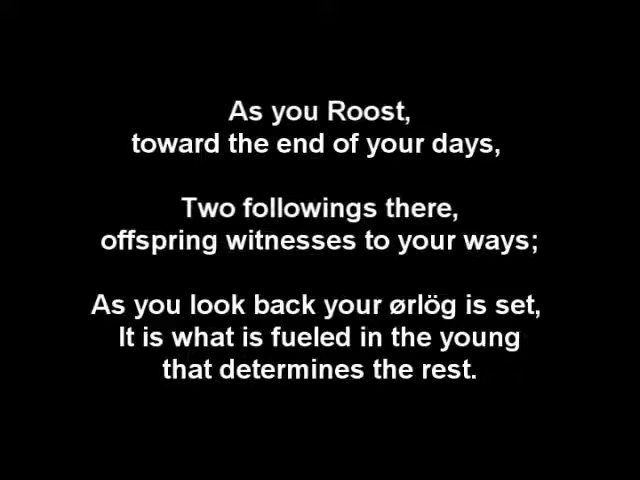 As you Roost,
toward the end of your days,
Two followings there,
offspring witnesses to your ways;
As you look back your ørlög is set,
It is what is fueled in the young
that determines the rest.